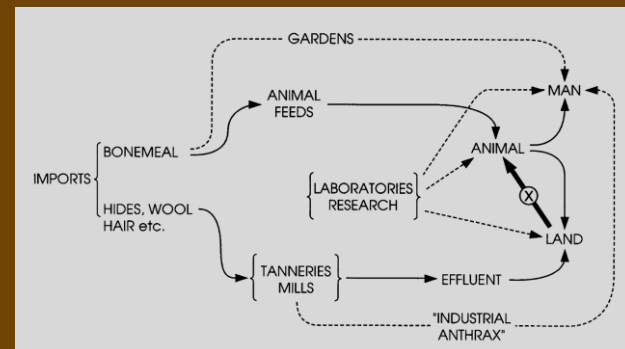 GARDENS
MAN
ANIMAL
FEEDS
BONEMEAL
ANIMAL
IMPORTS
LABORATORIES
RESEARCH
HIDES, WOOL
HAIR etc.
X
LAND
TANNERIES
MILLS
EFFLUENT
"INDUSTRIAL
ANTHRAX"